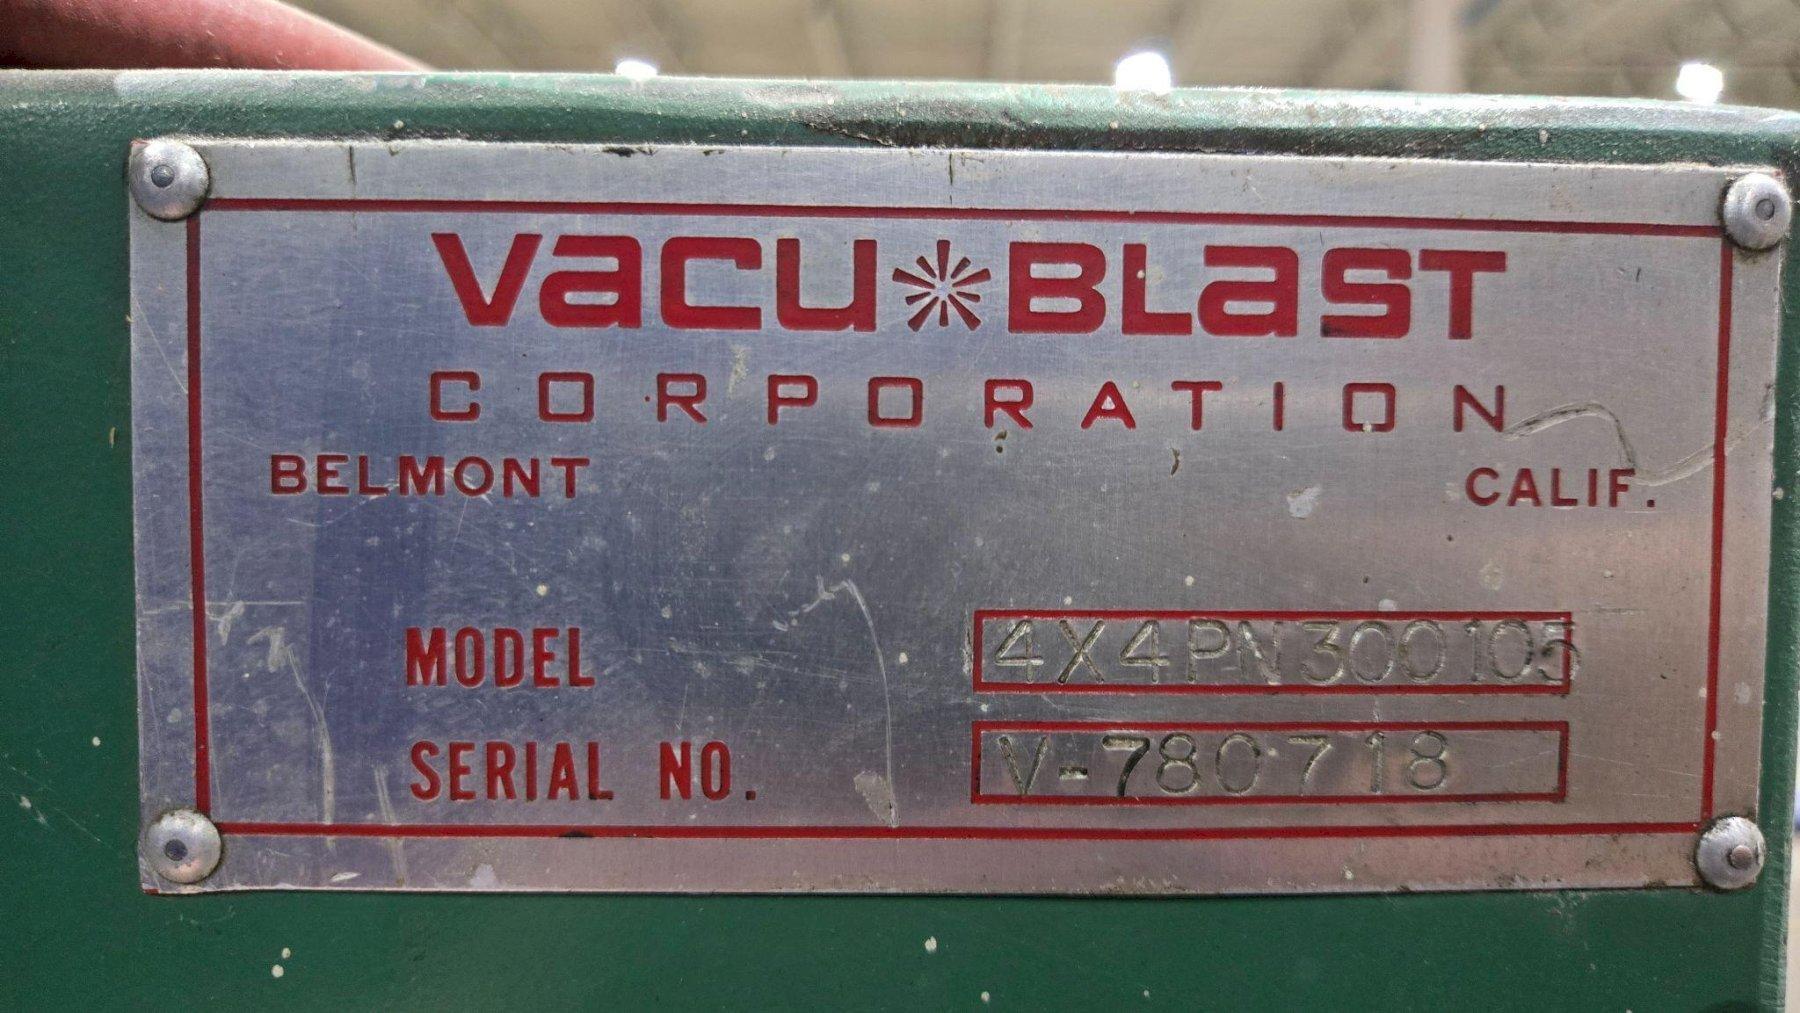 VACU*BLAST
CORPORATION
BELMONT CALIF.
MODEL 4X4PN300105
SERIAL NO. V-780718